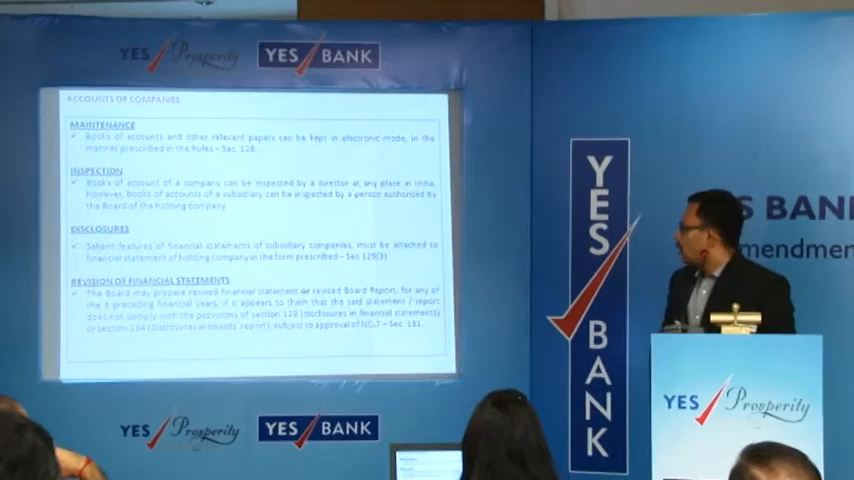 YES Prosperity YES BANK
ACCOUNTS OF COMPANIES
MAINTENANCE
Books of accounts and other relevant papers can be kept in electronic mode, in the
manner prescribed in the Rules – Sec. 128.
INSPECTION
Books of account of a company can be inspected by a director at any place in India,
however, books of accounts of a subsidiary can be inspected by a person authorized by
the Board of the holding company.
DISCLOSURES
Salient features of financial statements of subsidiary companies, must be attached to
financial statement of holding company in the form prescribed – Sec 129(3)
REVISION OF FINANCIAL STATEMENTS
The Board may prepare revised financial statement or revised Board Report, for any of
the 3 preceding financial years, if it appears to them that the said statement / report
does not comply with the provisions of section 129 (disclosures in financial statements)
or section 134 (disclosures in boards' report), subject to approval of NCLT – Sec. 131.
YES Prosperity YES BANK
YES BANK
S BANK
mendmen
YES Prosperity